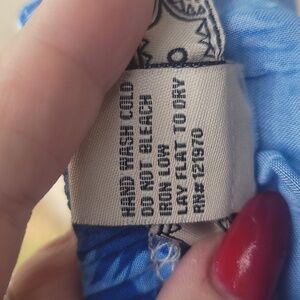 HAND WASH COLD
DO NOT BLEACH
IRON LOW
LAY FLAT TO DRY
RN# 121970